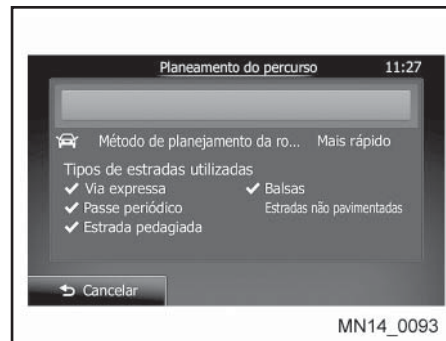 Planeamento do percurso 11:27
Método de planejamento da ro... Mais rápido
Tipos de estradas utilizadas
Via expressa
Balsas
Passe periódico
Estradas não pavimentadas
Estrada pedagiada
Cancelar
MN14_0093